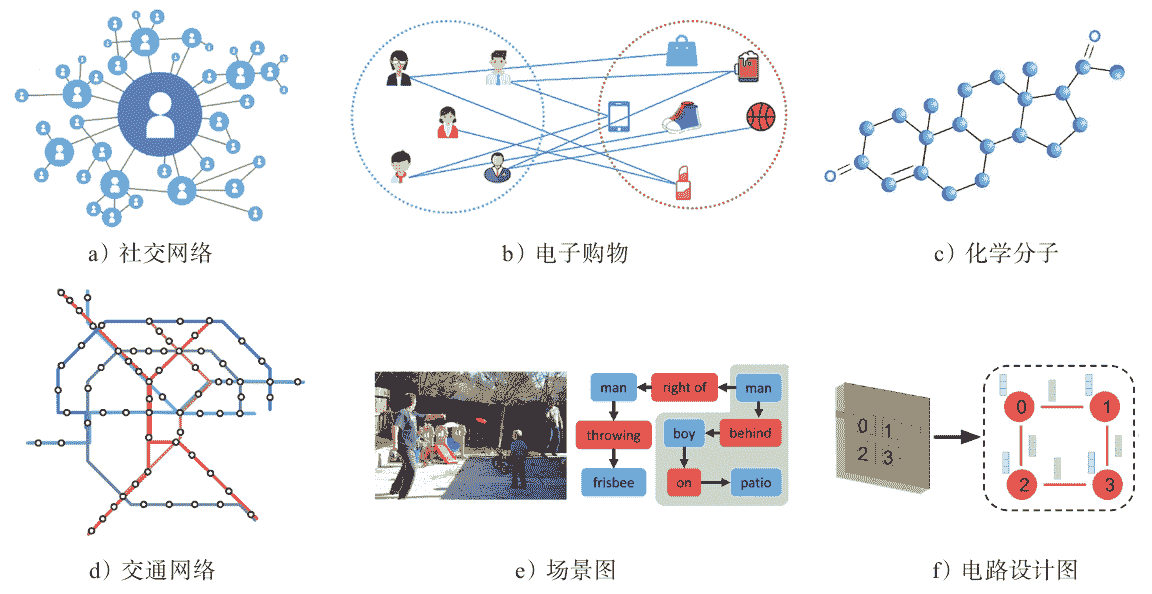 O
O
a）社交网络
b）电子购物
c）化学分子
man
right of
man
throwing
boy
behind
frisbee
on
patio
0 1
2 3
0
1
2
3
d）交通网络
e）场景图
f）电路设计图